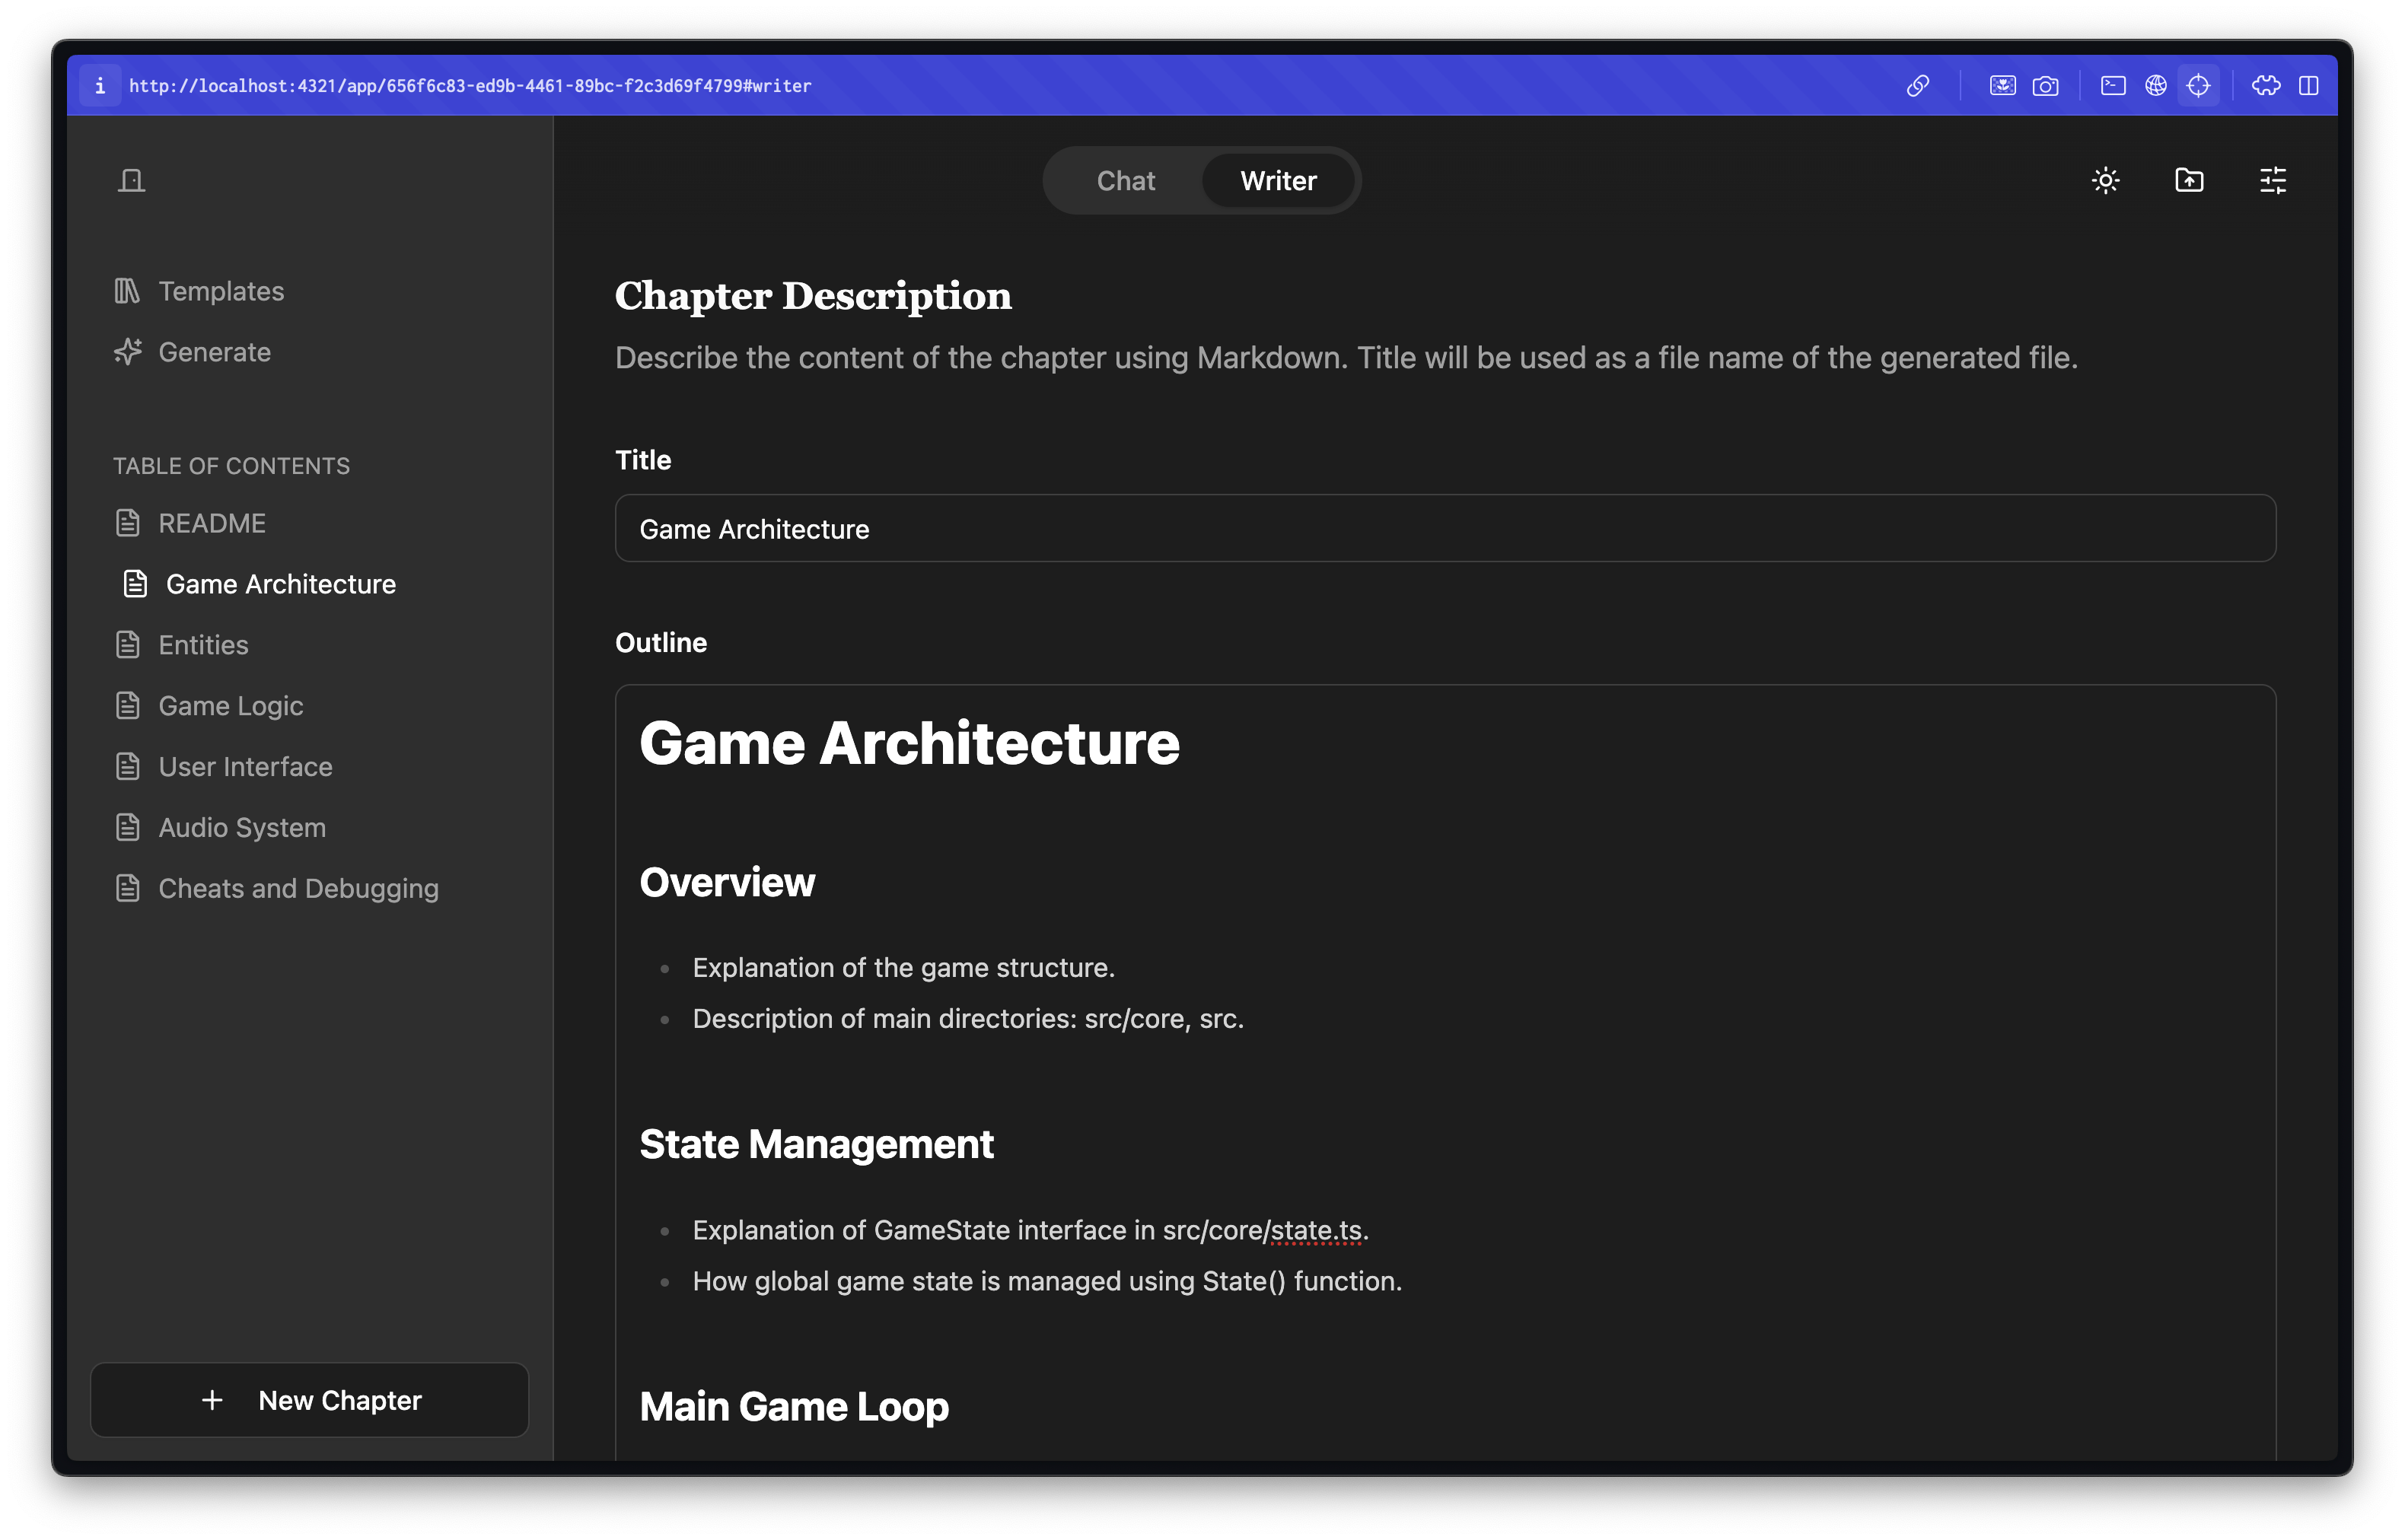 i http://localhost:4321/app/656f6c83-ed9b-4461-89bc-f2c3d69f4799#writer
Chat
Writer
Templates
Generate
TABLE OF CONTENTS
README
Game Architecture
Entities
Game Logic
User Interface
Audio System
Cheats and Debugging
New Chapter
Chapter Description
Describe the content of the chapter using Markdown. Title will be used as a file name of the generated file.
Title
Game Architecture
Outline
Game Architecture
Overview
Explanation of the game structure.
Description of main directories: src/core, src.
State Management
Explanation of GameState interface in src/core/state.ts.
How global game state is managed using State() function.
Main Game Loop